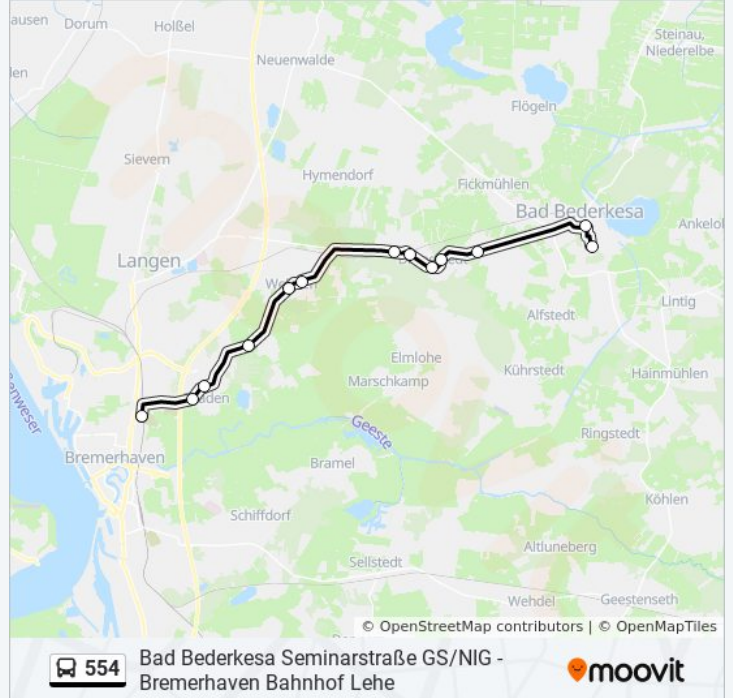 ausen
Dorum
Holßel
Steinau,
Niederelbe
Neuenwalde
Flögeln
Sievern
Hymendorf
Fickmühlen
Bad Bederkesa
Ankelo
Langen
Lintig
Alfstedt
Elmlohe
Kührstedt
Hainmühlen
Marschkamp
Geeste
Ringstedt
Bremerhaven
Bramel
Köhlen
Schiffdorf
Altluneberg
Sellstedt
Wehdel
Geestenseth
© OpenStreetMap contributors | © OpenMapTiles
554
Bad Bederkesa Seminarstraße GS/NIG -
Bremerhaven Bahnhof Lehe
moovit